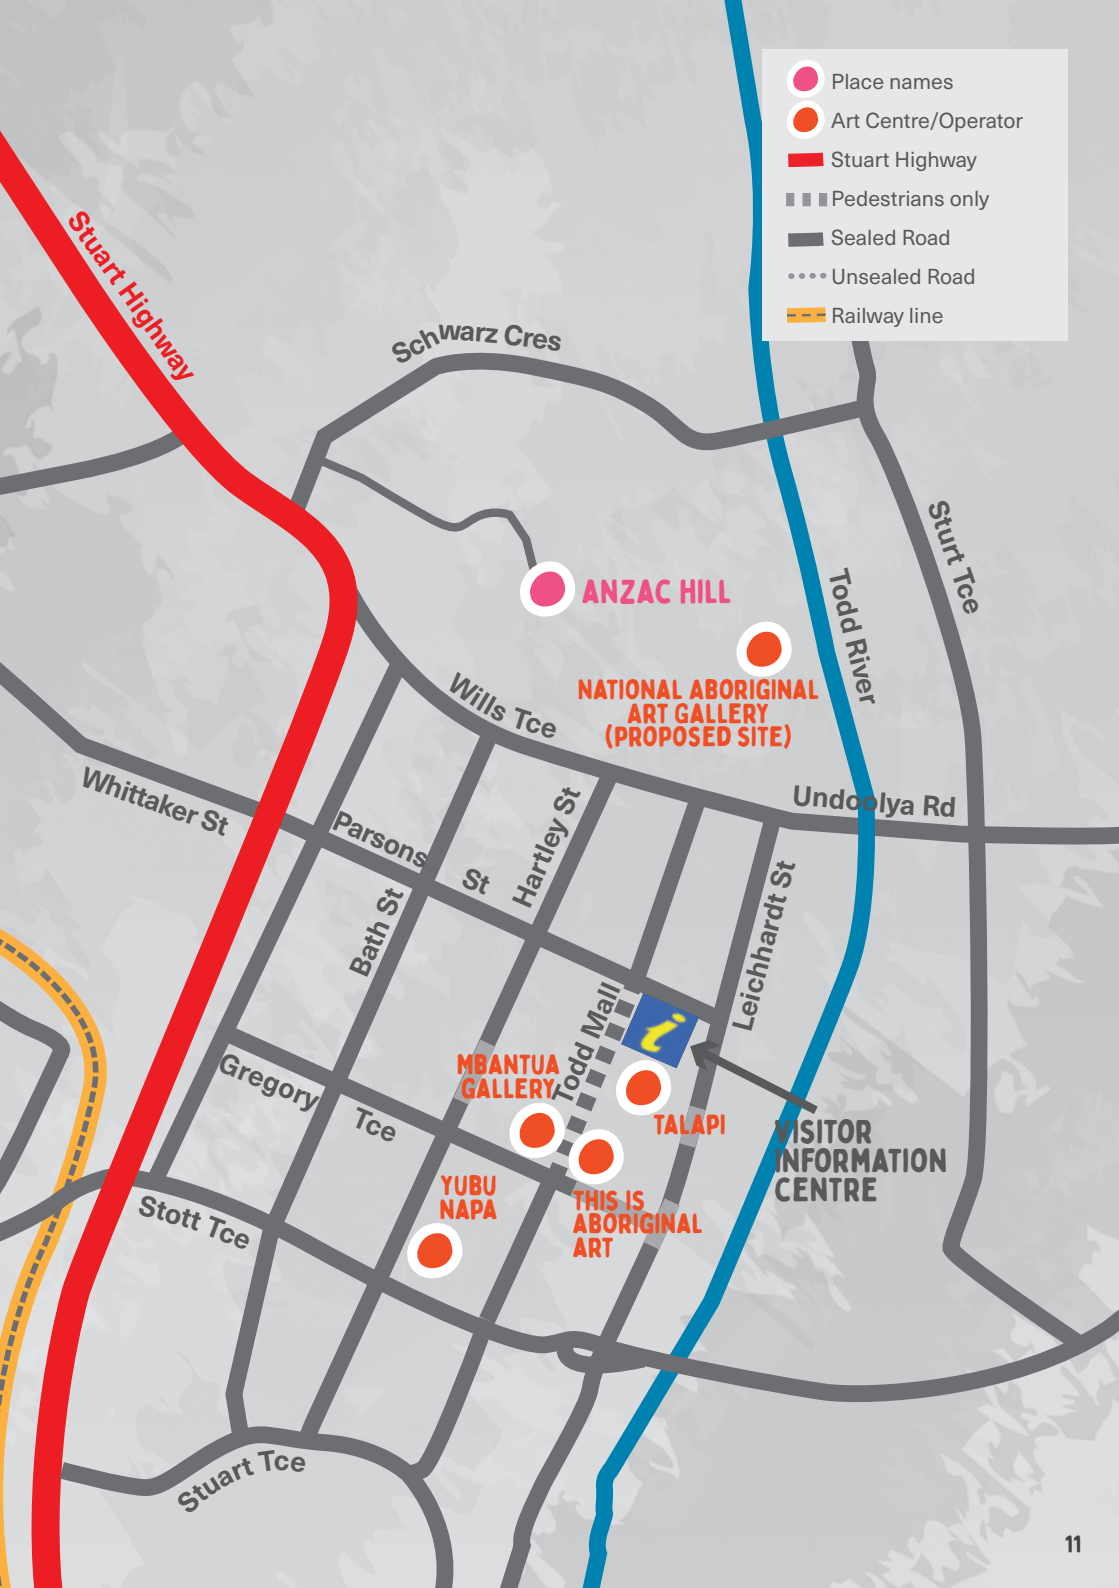 Place names
Art Centre/Operator
Stuart Highway
Pedestrians only
Sealed Road
Unsealed Road
Railway line
Stuart Highway
Schwarz Cres
Sturt Tce
ANZAC HILL
Todd River
NATIONAL ABORIGINAL
ART GALLERY
(PROPOSED SITE)
Wills Tce
Whittaker St
Undoolya Rd
Parsons
St
Hartley St
Bath St
Leichhardt St
Todd Mall
i
MBANTUA
GALLERY
Gregory
Tce
TALAPI
VISITOR
INFORMATION
CENTRE
YUBU
NAPA
THIS IS
ABORIGINAL
ART
Stott Tce
Stuart Tce
11